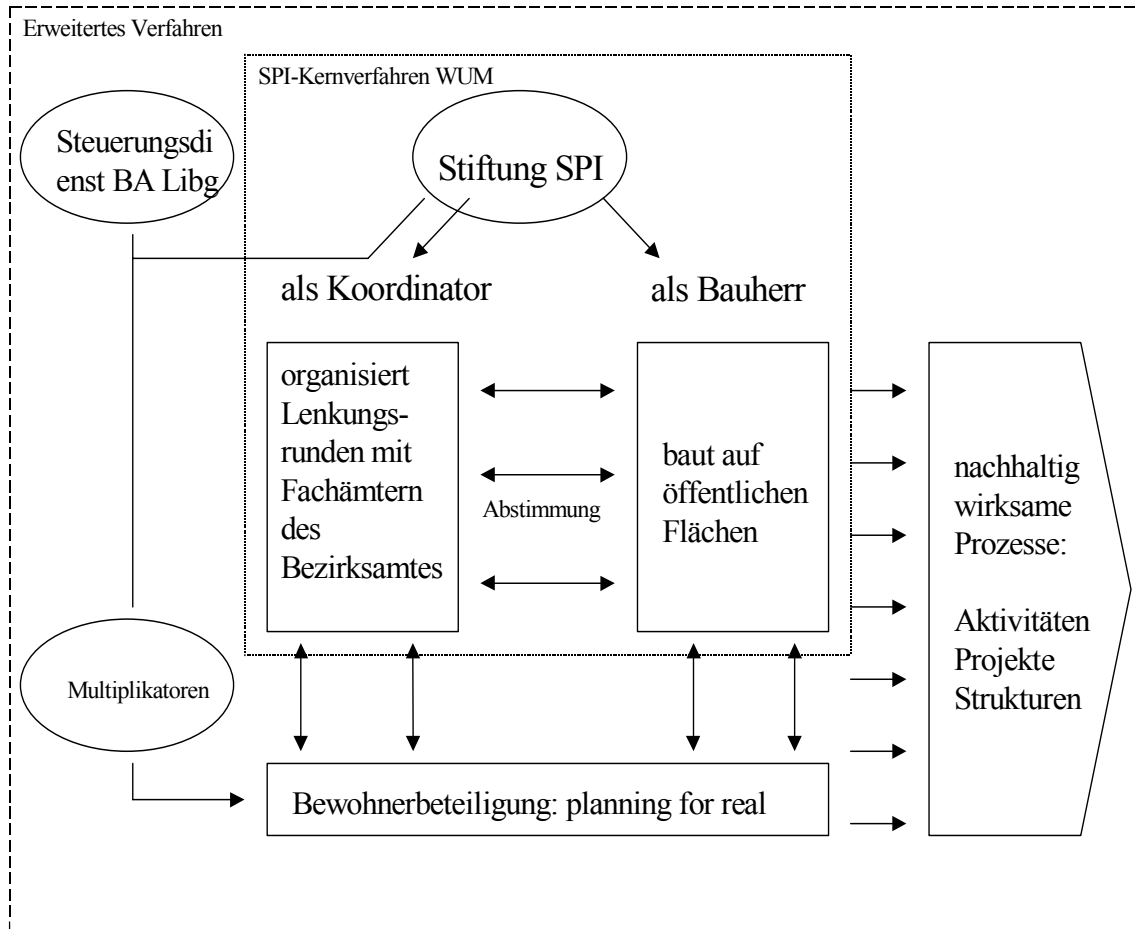 Erweitertes Verfahren
SPI-Kernverfahren WUM
Steuerungsdi
enst BA Libg
Stiftung SPI
als Koordinator
als Bauherr
organisiert
Lenkungs-
runden mit
Fachämtern
des
Bezirksamtes
Abstimmung
baut auf
öffentlichen
Flächen
nachhaltig
wirksame
Prozesse:
Aktivitäten
Projekte
Strukturen
Multiplikatoren
Bewohnerbeteiligung: planning for real